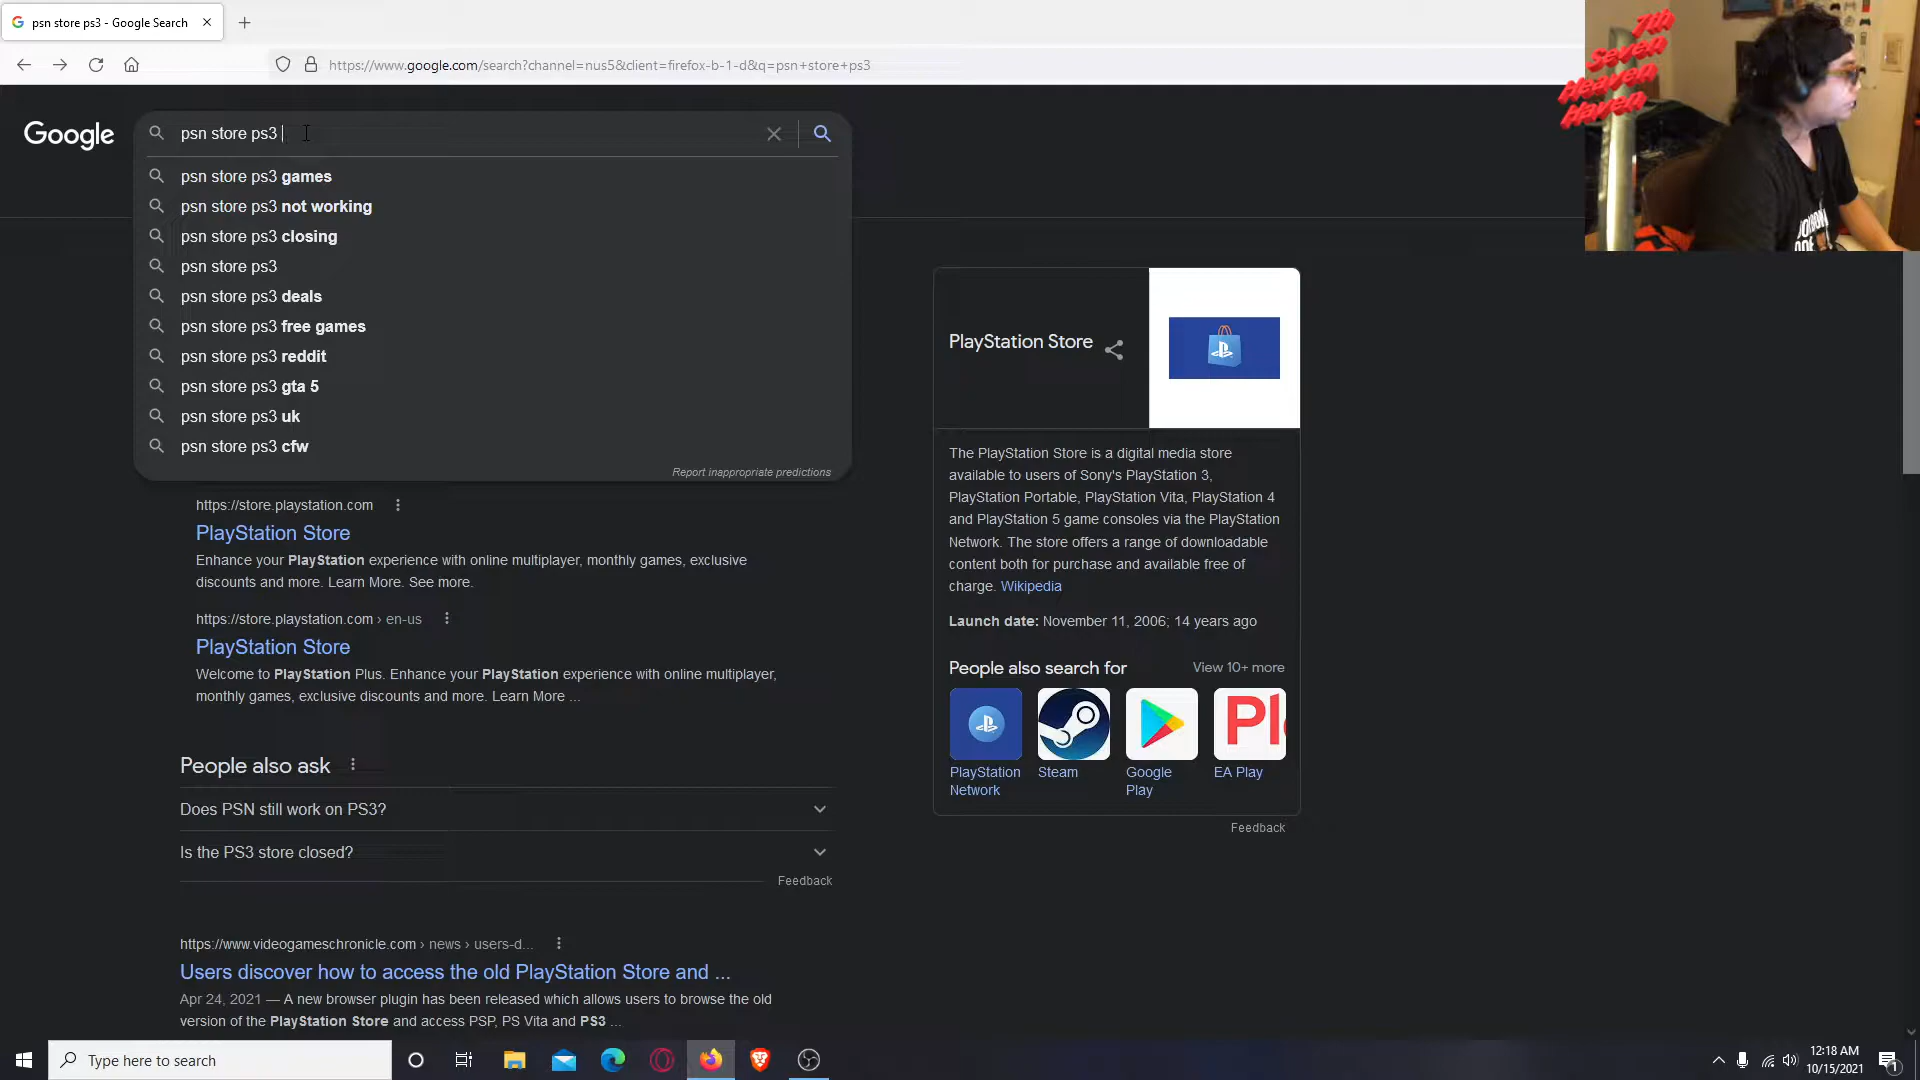 psn store ps3 - Google Search
https://www.google.com/search?channel=nus5&client=firefox-b-1-d&q=psn+store+ps3
7th
Seven
Heaven
Haven
Google
psn store ps3
psn store ps3 games
psn store ps3 not working
psn store ps3 closing
psn store ps3
psn store ps3 deals
psn store ps3 free games
psn store ps3 reddit
psn store ps3 gta 5
psn store ps3 uk
psn store ps3 cfw
Report inappropriate predictions
https://store.playstation.com
PlayStation Store
Enhance your PlayStation experience with online multiplayer, monthly games, exclusive
discounts and more. Learn More. See more.
https://store.playstation.com › en-us
PlayStation Store
Welcome to PlayStation Plus. Enhance your PlayStation experience with online multiplayer,
monthly games, exclusive discounts and more. Learn More ...
People also ask
Does PSN still work on PS3?
Is the PS3 store closed?
Feedback
https://www.videogameschronicle.com › news › users-d...
Users discover how to access the old PlayStation Store and ...
Apr 24, 2021 — A new browser plugin has been released which allows users to browse the old
version of the PlayStation Store and access PSP, PS Vita and PS3 ...
PlayStation Store
The PlayStation Store is a digital media store
available to users of Sony's PlayStation 3,
PlayStation Portable, PlayStation Vita, PlayStation 4
and PlayStation 5 game consoles via the PlayStation
Network. The store offers a range of downloadable
content both for purchase and available free of
charge. Wikipedia
Launch date: November 11, 2006; 14 years ago
People also search for
View 10+ more
Pl
PlayStation
Network
Steam
Google
Play
EA Play
Feedback
Type here to search
12:18 AM
10/15/2021
1